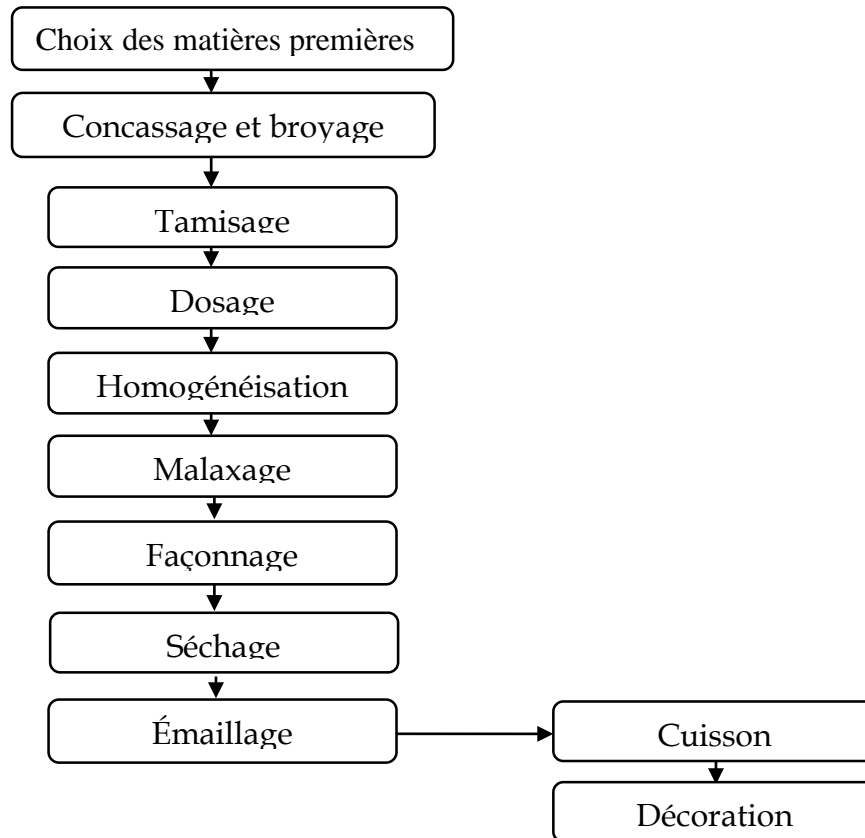 Choix des matières premières
Concassage et broyage
Tamisage
Dosage
Homogénéisation
Malaxage
Façonnage
Séchage
Émaillage
Cuisson
Décoration